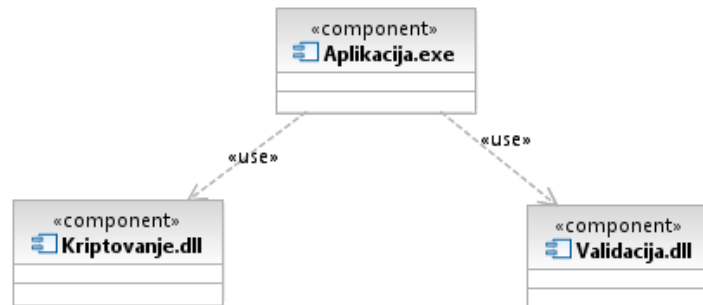 «component»
Aplikacija.exe
«use»
«use»
«component»
Kriptovanje.dll
«component»
Validacija.dll